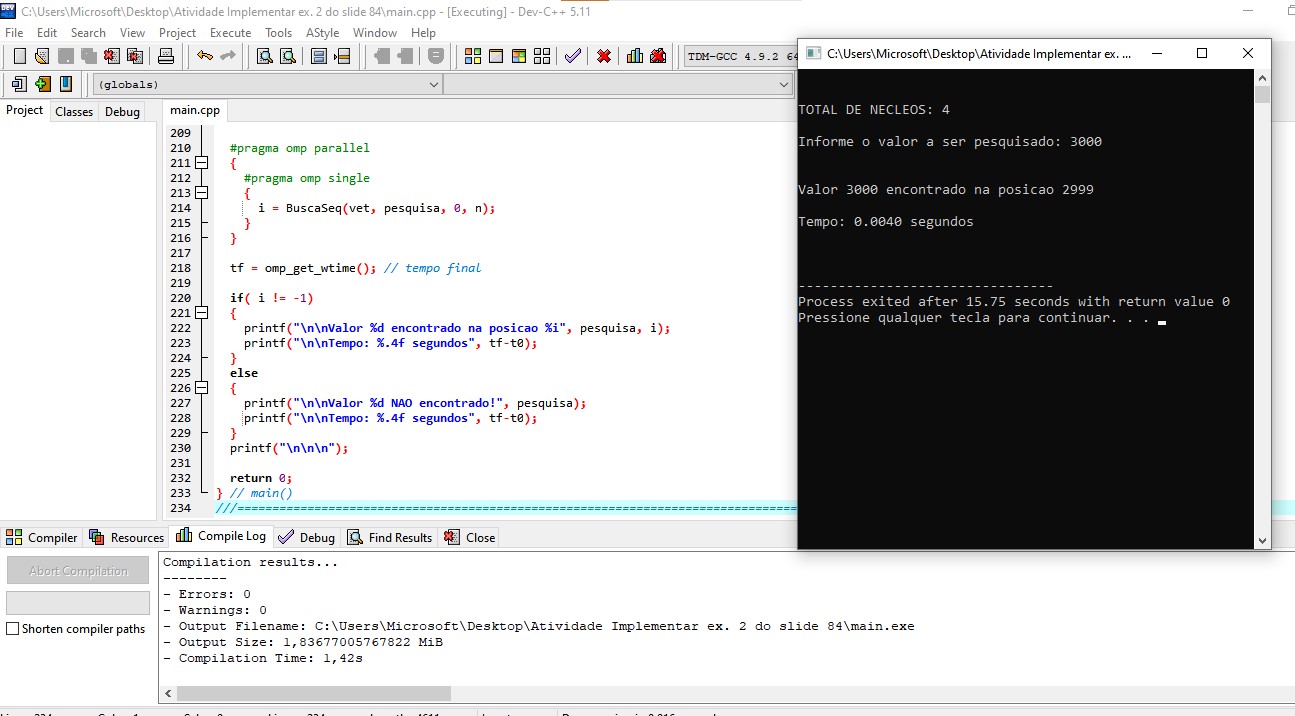 C:\Users\Microsoft\Desktop\Atividade Implementar ex. 2 do slide 84\main.cpp - [Executing] - Dev-C++ 5.11
File Edit Search View Project Execute Tools AStyle Window Help
TDM-GCC 4.9.2 64
(globals)
Project Classes Debug
main.cpp
209
210 #pragma omp parallel
211 {
212 #pragma omp single
213 {
214 i = BuscaSeq(vet, pesquisa, 0, n);
215 }
216 }
217
218 tf = omp_get_wtime(); // tempo final
219
220 if( i != -1)
221 {
222 printf("\n\nValor %d encontrado na posicao %i", pesquisa, i);
223 printf("\n\nTempo: %.4f segundos", tf-t0);
224 }
225 else
226 {
227 printf("\n\nValor %d NAO encontrado!", pesquisa);
228 printf("\n\nTempo: %.4f segundos", tf-t0);
229 }
230 printf("\n\n\n");
231
232 return 0;
233 } // main()
234 ///================================================================================
C:\Users\Microsoft\Desktop\Atividade Implementar ex. ...
TOTAL DE NECLEOS: 4
Informe o valor a ser pesquisado: 3000
Valor 3000 encontrado na posicao 2999
Tempo: 0.0040 segundos
--------------------------------
Process exited after 15.75 seconds with return value 0
Pressione qualquer tecla para continuar. . .
Compiler Resources Compile Log Debug Find Results Close
Abort Compilation
Shorten compiler paths
Compilation results...
--------
- Errors: 0
- Warnings: 0
- Output Filename: C:\Users\Microsoft\Desktop\Atividade Implementar ex. 2 do slide 84\main.exe
- Output Size: 1,83677005767822 MiB
- Compilation Time: 1,42s